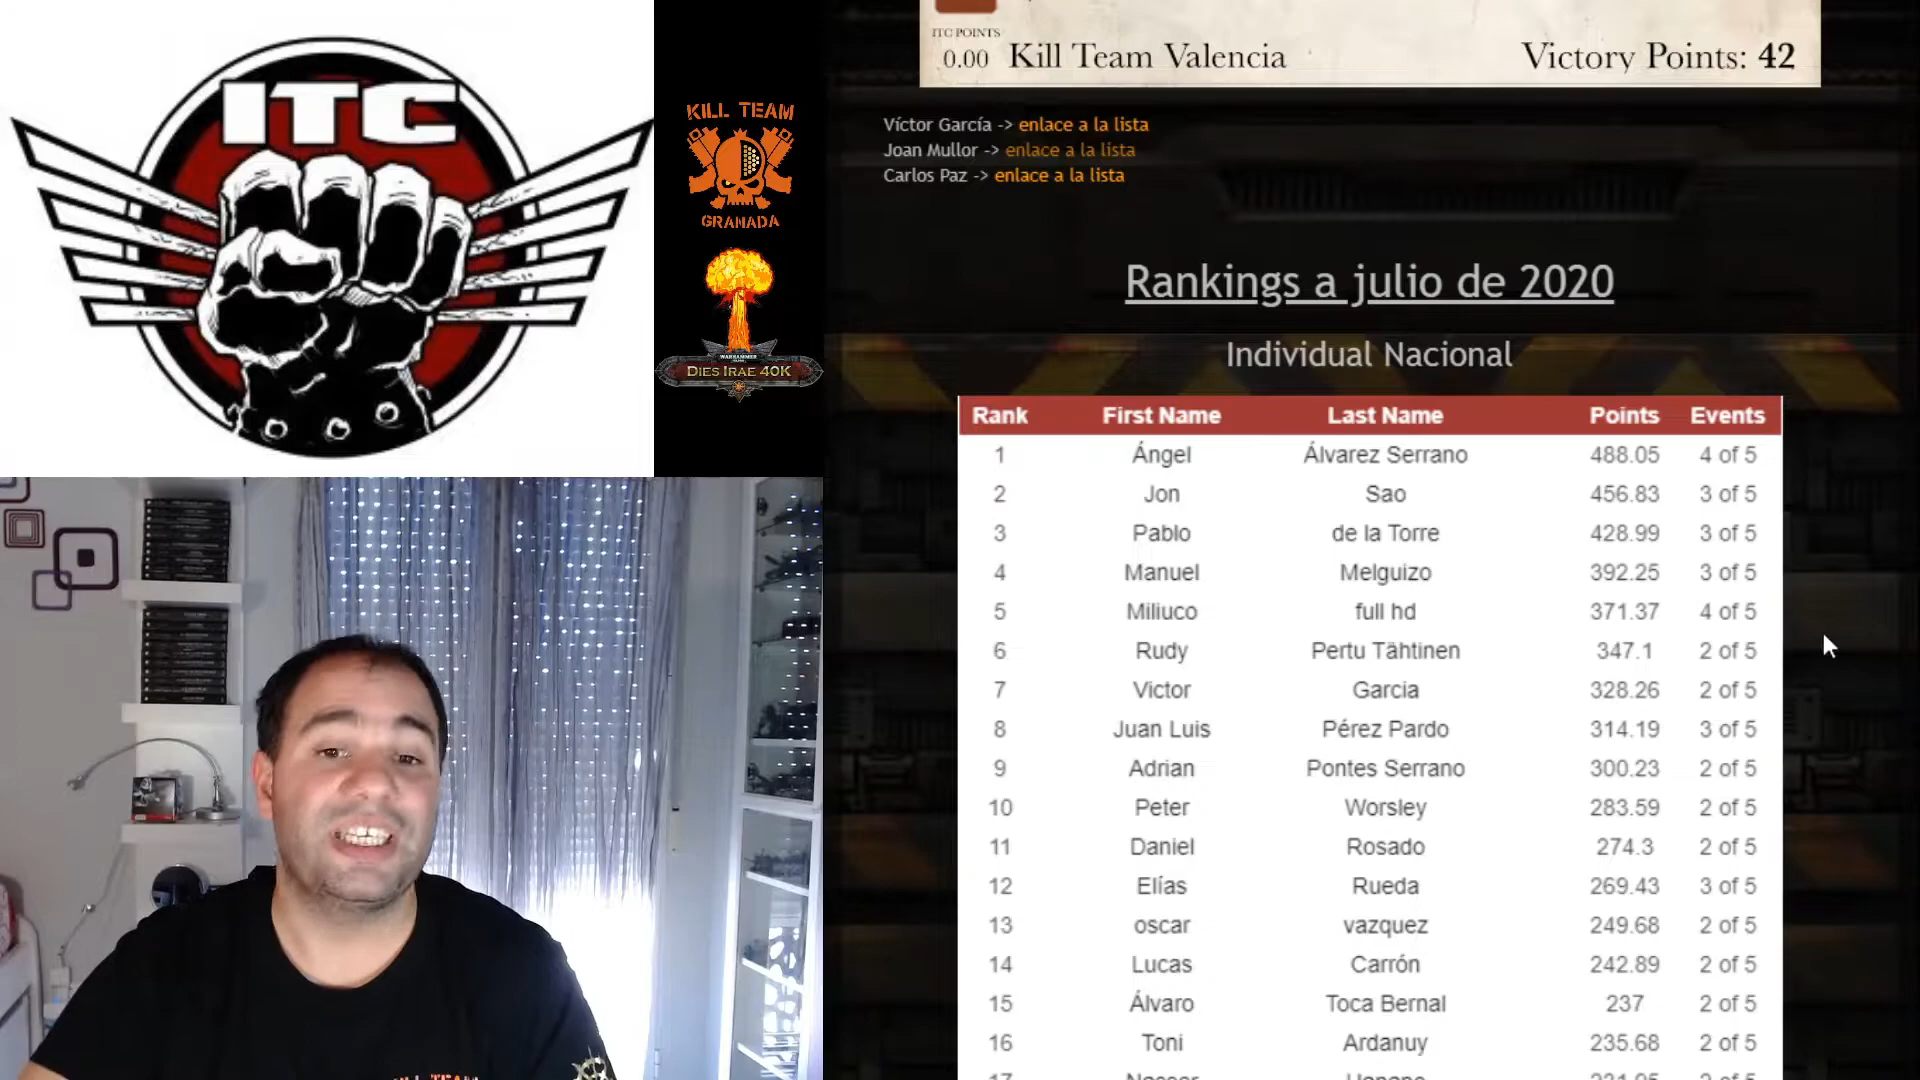 ITC
KILL TEAM
GRANADA
WARHAMMER
DIES IRAE 40K
ITC POINTS
0.00 Kill Team Valencia Victory Points: 42
Víctor García -> enlace a la lista
Joan Mullor -> enlace a la lista
Carlos Paz -> enlace a la lista
Rankings a julio de 2020
Individual Nacional
Rank First Name Last Name Points Events
1 Ángel Álvarez Serrano 488.05 4 of 5
2 Jon Sao 456.83 3 of 5
3 Pablo de la Torre 428.99 3 of 5
4 Manuel Melguizo 392.25 3 of 5
5 Miliuco full hd 371.37 4 of 5
6 Rudy Pertu Tähtinen 347.1 2 of 5
7 Victor Garcia 328.26 2 of 5
8 Juan Luis Pérez Pardo 314.19 3 of 5
9 Adrian Pontes Serrano 300.23 2 of 5
10 Peter Worsley 283.59 2 of 5
11 Daniel Rosado 274.3 2 of 5
12 Elías Rueda 269.43 3 of 5
13 oscar vazquez 249.68 2 of 5
14 Lucas Carrón 242.89 2 of 5
15 Álvaro Toca Bernal 237 2 of 5
16 Toni Ardanuy 235.68 2 of 5